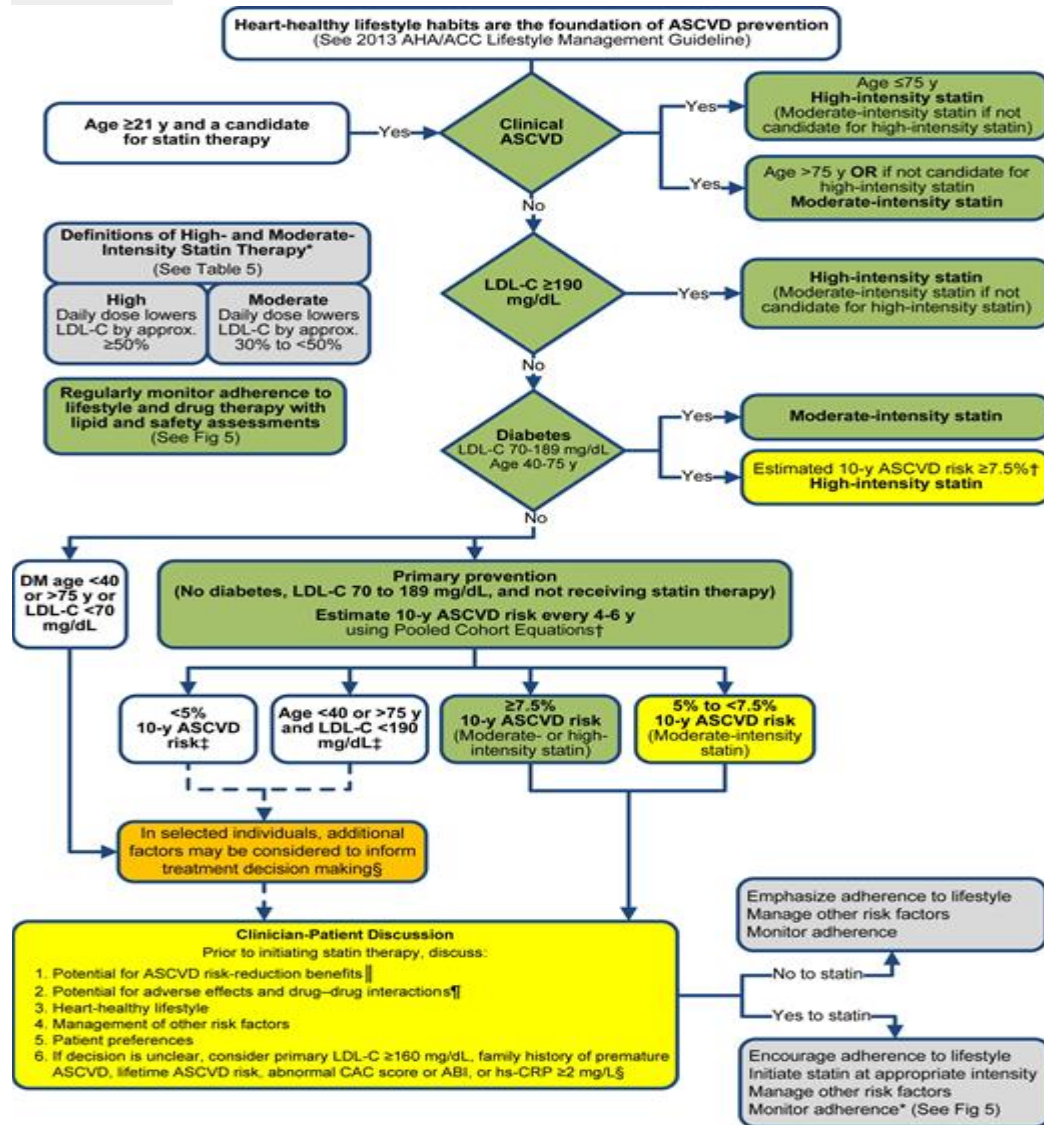 Heart-healthy lifestyle habits are the foundation of ASCVD prevention
(See 2013 AHA/ACC Lifestyle Management Guideline)
Age ≥21 y and a candidate
for statin therapy
Yes
Clinical
ASCVD
Yes
Age ≤75 y
High-intensity statin
(Moderate-intensity statin if not
candidate for high-intensity statin)
Yes
Age >75 y OR if not candidate for
high-intensity statin
Moderate-intensity statin
No
Definitions of High- and Moderate-
Intensity Statin Therapy*
(See Table 5)
High
Daily dose lowers
LDL-C by approx.
≥50%
Moderate
Daily dose lowers
LDL-C by approx.
30% to <50%
LDL-C ≥190
mg/dL
Yes
High-intensity statin
(Moderate-intensity statin if not
candidate for high-intensity statin)
No
Regularly monitor adherence to
lifestyle and drug therapy with
lipid and safety assessments
(See Fig 5)
Diabetes
LDL-C 70-189 mg/dL
Age 40-75 y
Yes
Moderate-intensity statin
Yes
Estimated 10-y ASCVD risk ≥7.5%†
High-intensity statin
No
DM age <40
or >75 y or
LDL-C <70
mg/dL
Primary prevention
(No diabetes, LDL-C 70 to 189 mg/dL, and not receiving statin therapy)
Estimate 10-y ASCVD risk every 4-6 y
using Pooled Cohort Equations†
<5%
10-y ASCVD
risk‡
Age <40 or >75 y
and LDL-C <190
mg/dL‡
≥7.5%
10-y ASCVD risk
(Moderate- or high-
intensity statin)
5% to <7.5%
10-y ASCVD risk
(Moderate-intensity
statin)
In selected individuals, additional
factors may be considered to inform
treatment decision making§
Clinician-Patient Discussion
Prior to initiating statin therapy, discuss:
1. Potential for ASCVD risk-reduction benefits‖
2. Potential for adverse effects and drug–drug interactions¶
3. Heart-healthy lifestyle
4. Management of other risk factors
5. Patient preferences
6. If decision is unclear, consider primary LDL-C ≥160 mg/dL, family history of premature
ASCVD, lifetime ASCVD risk, abnormal CAC score or ABI, or hs-CRP ≥2 mg/L§
Emphasize adherence to lifestyle
Manage other risk factors
Monitor adherence
No to statin
Yes to statin
Encourage adherence to lifestyle
Initiate statin at appropriate intensity
Manage other risk factors
Monitor adherence* (See Fig 5)